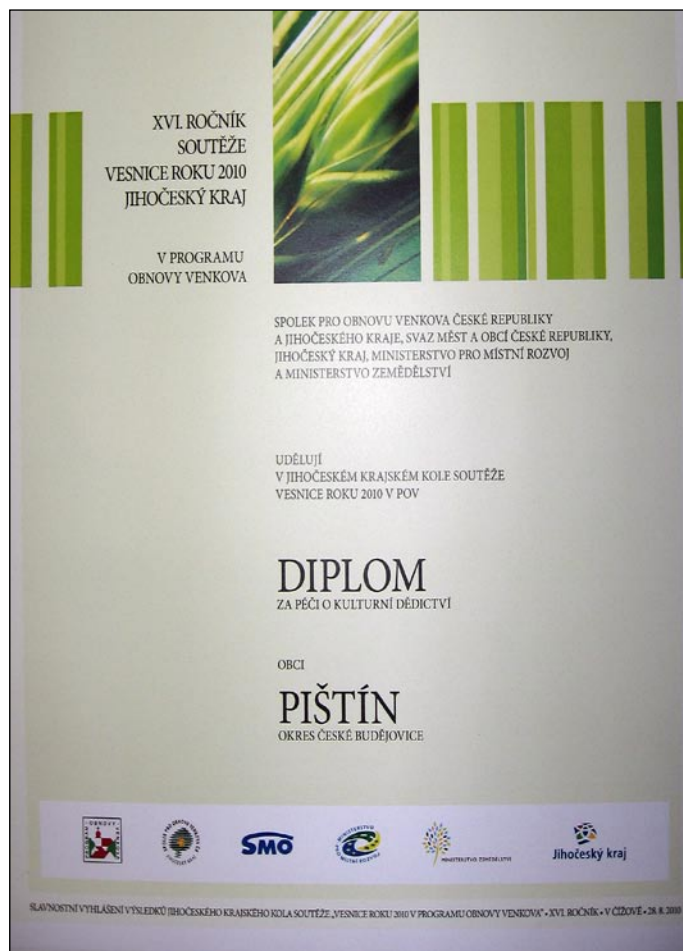 XVI. ROČNÍK
SOUTĚŽE
VESNICE ROKU 2010
JIHOČESKÝ KRAJ
V PROGRAMU
OBNOVY VENKOVA
SPOLEK PRO OBNOVU VENKOVA ČESKÉ REPUBLIKY
A JIHOČESKÉHO KRAJE, SVAZ MĚST A OBCÍ ČESKÉ REPUBLIKY,
JIHOČESKÝ KRAJ, MINISTERSTVO PRO MÍSTNÍ ROZVOJ
A MINISTERSTVO ZEMĚDĚLSTVÍ
UDĚLUJÍ
V JIHOČESKÉM KRAJSKÉM KOLE SOUTĚŽE
VESNICE ROKU 2010 V POV
DIPLOM
ZA PÉČI O KULTURNÍ DĚDICTVÍ
OBCI
PIŠTÍN
OKRES ČESKÉ BUDĚJOVICE
SMO
MINISTERSTVO ZEMĚDĚLSTVÍ
Jihočeský kraj
SLAVNOSTNÍ VYHLÁŠENÍ VÝSLEDKŮ JIHOČESKÉHO KRAJSKÉHO KOLA SOUTĚŽE „VESNICE ROKU 2010 V PROGRAMU OBNOVY VENKOVA“ • XVI. ROČNÍK • V ČÍŽOVÉ • 28. 8. 2010